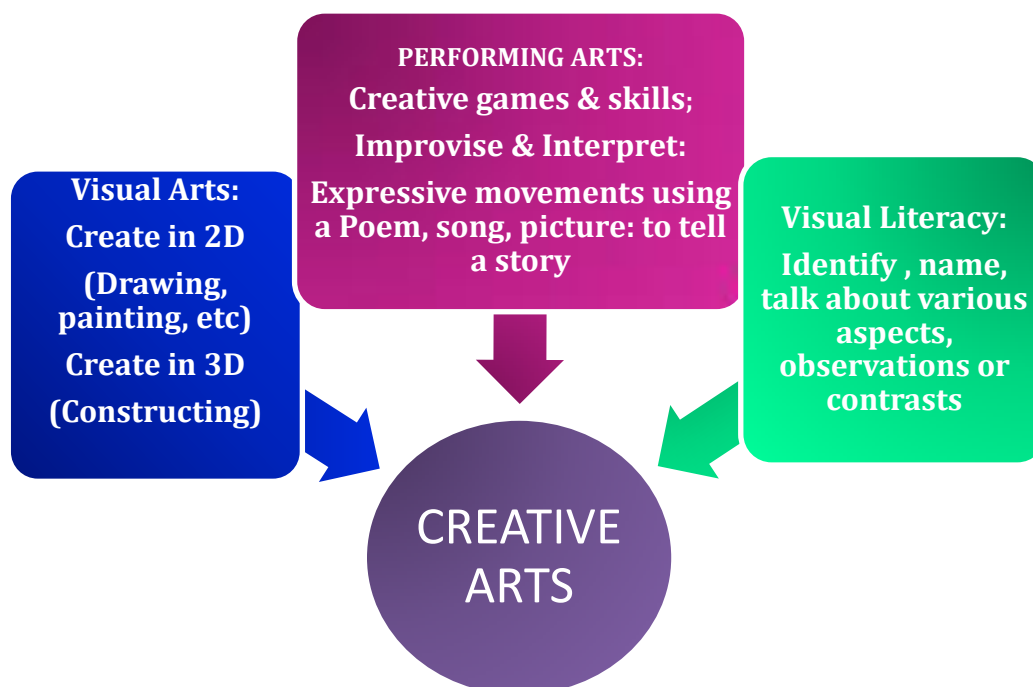 Visual Arts:
Create in 2D
(Drawing,
painting, etc)
Create in 3D
(Constructing)
PERFORMING ARTS:
Creative games & skills;
Improvise & Interpret:
Expressive movements using
a Poem, song, picture: to tell
a story
Visual Literacy:
Identify , name,
talk about various
aspects,
observations or
contrasts
CREATIVE
ARTS